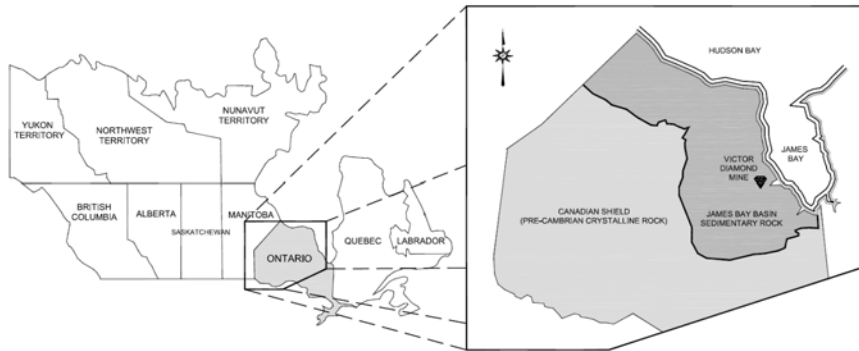 YUKON
TERRITORY
NORTHWEST
TERRITORY
NUNAVUT
TERRITORY
BRITISH
COLUMBIA
ALBERTA
SASKATCHEWAN
MANITOBA
ONTARIO
QUEBEC
LABRADOR
HUDSON BAY
JAMES
BAY
VICTOR
DIAMOND
MINE
CANADIAN SHIELD
(PRE-CAMBRIAN CRYSTALLINE ROCK)
JAMES BAY BASIN
SEDIMENTARY ROCK